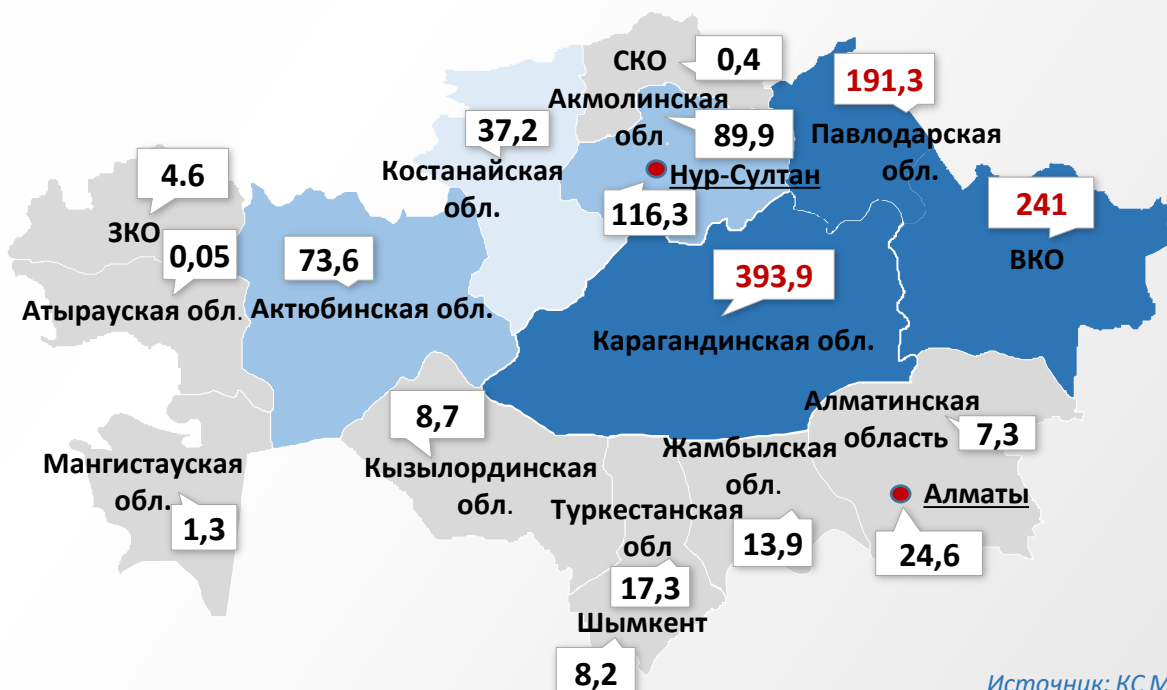 СКО
0,4
191,3
Акмолинская
обл
89,9
37,2
Павлодарская
обл.
Костанайская
обл.
Нур-Султан
116,3
4.6
ЗКО
241
ВКО
0,05
73,6
393,9
Атырауская обл.
Актюбинская обл.
Карагандинская обл.
8,7
Алматинская
область
7,3
Мангистауская
обл.
1,3
Кызылординская
обл.
Жамбылская
обл.
Туркестанская
обл
13,9
Алматы
24,6
17,3
Шымкент
8,2
Источник: КС М